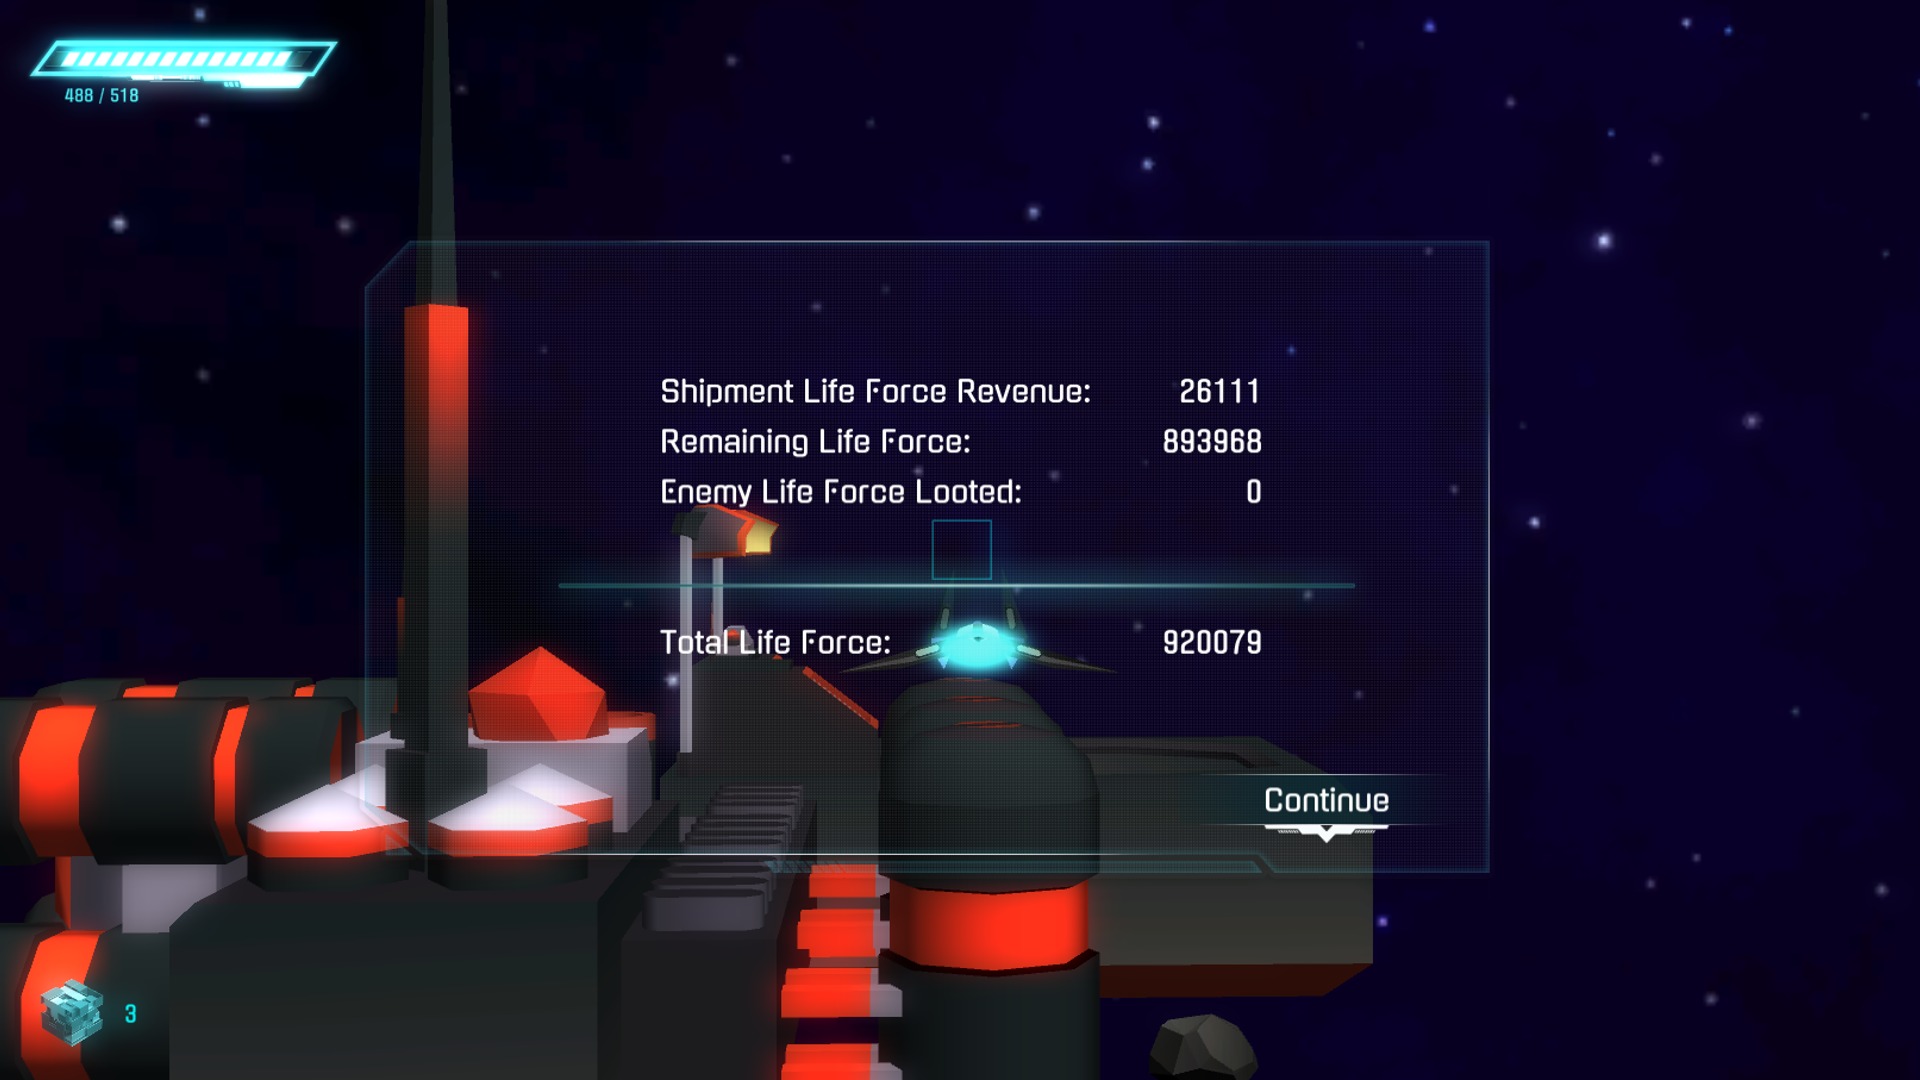 488 / 518
Shipment Life Force Revenue: 26111
Remaining Life Force: 893968
Enemy Life Force Looted: 0
Total Life Force: 920079
Continue
3